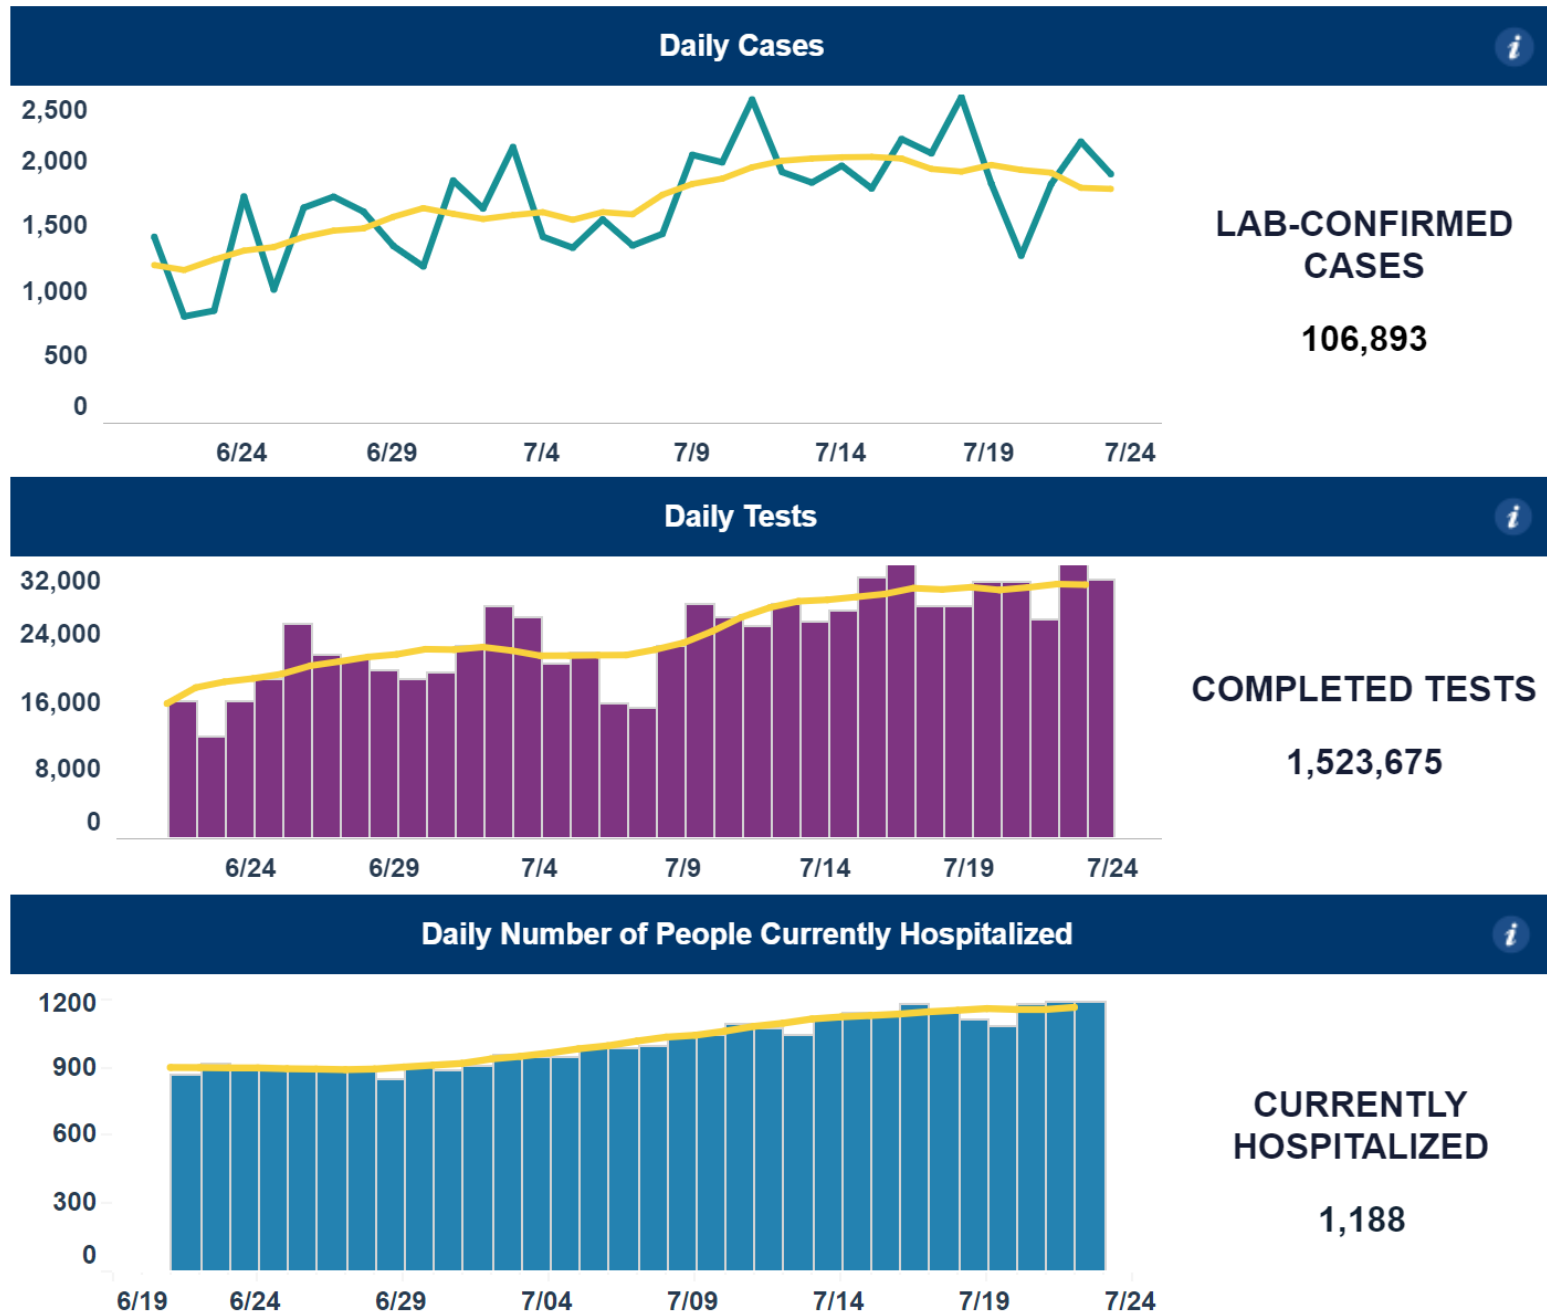 Daily Cases
i
2,500
2,000
1,500
1,000
500
0
6/24 6/29 7/4 7/9 7/14 7/19 7/24
LAB-CONFIRMED
CASES
106,893
Daily Tests
i
32,000
24,000
16,000
8,000
0
6/24 6/29 7/4 7/9 7/14 7/19 7/24
COMPLETED TESTS
1,523,675
Daily Number of People Currently Hospitalized
i
1200
900
600
300
0
6/19 6/24 6/29 7/04 7/09 7/14 7/19 7/24
CURRENTLY
HOSPITALIZED
1,188